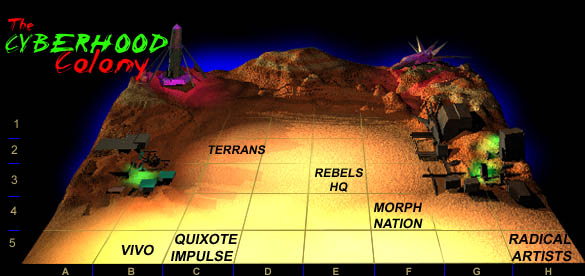 The
CYBERHOOD
Colony
1
2
3
4
5
TERRANS
REBELS
HQ
MORPH
NATION
VIVO
QUIXOTE
IMPULSE
RADICAL
ARTISTS
A B C D E F G H